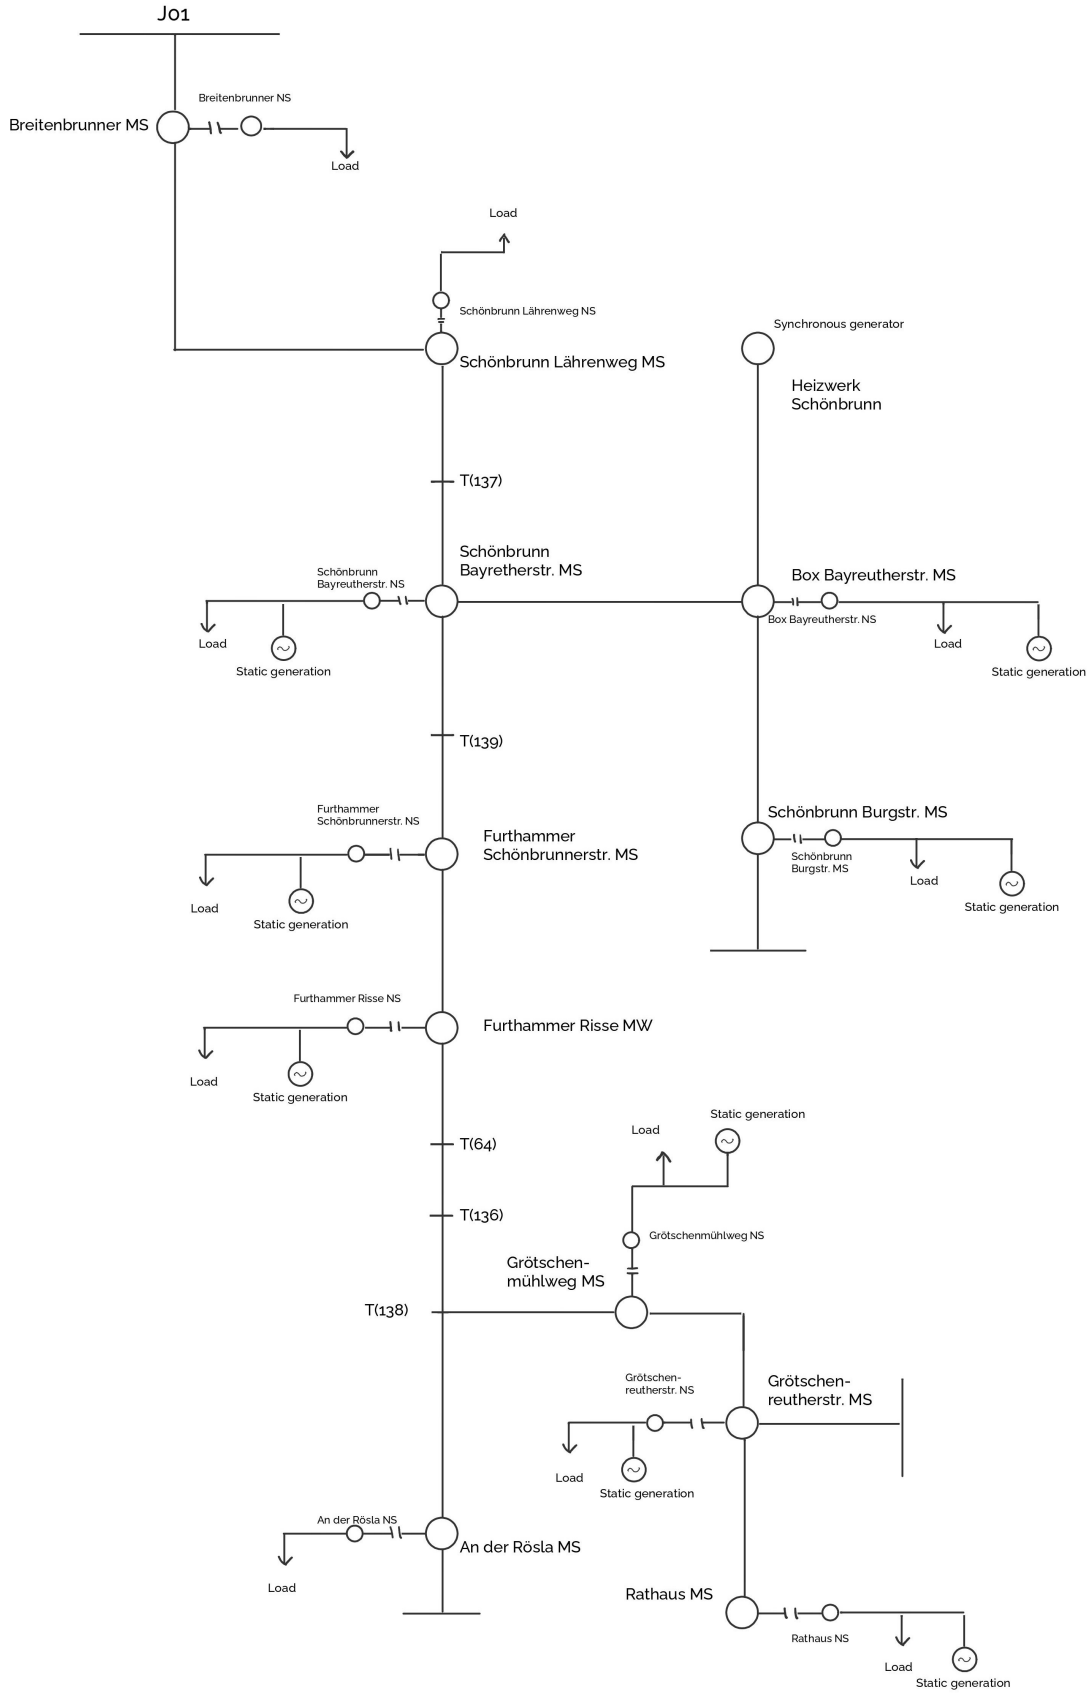 J01
Breitenbrunner NS
Breitenbrunner MS
Load
Load
Schönbrunn Lährenweg NS
Synchronous generator
Schönbrunn Lährenweg MS
Heizwerk
Schönbrunn
T(137)
Schönbrunn
Bayretherstr. MS
Schönbrunn
Bayreutherstr. NS
Box Bayreutherstr. MS
Box Bayreutherstr. NS
Load
Static generation
Load
Static generation
T(139)
Furthammer
Schönbrunnerstr. NS
Schönbrunn Burgstr. MS
Furthammer
Schönbrunnerstr. MS
Schönbrunn
Burgstr. MS
Load
Static generation
Load
Static generation
Furthammer Risse NS
Furthammer Risse MW
Load
Static generation
Static generation
Load
T(64)
T(136)
Grötschenmühlweg NS
Grötschen-
mühlweg MS
T(138)
Grötschen-
reutherstr. NS
Grötschen-
reutherstr. MS
Load
Static generation
An der Rösla NS
An der Rösla MS
Load
Rathaus MS
Rathaus NS
Load
Static generation